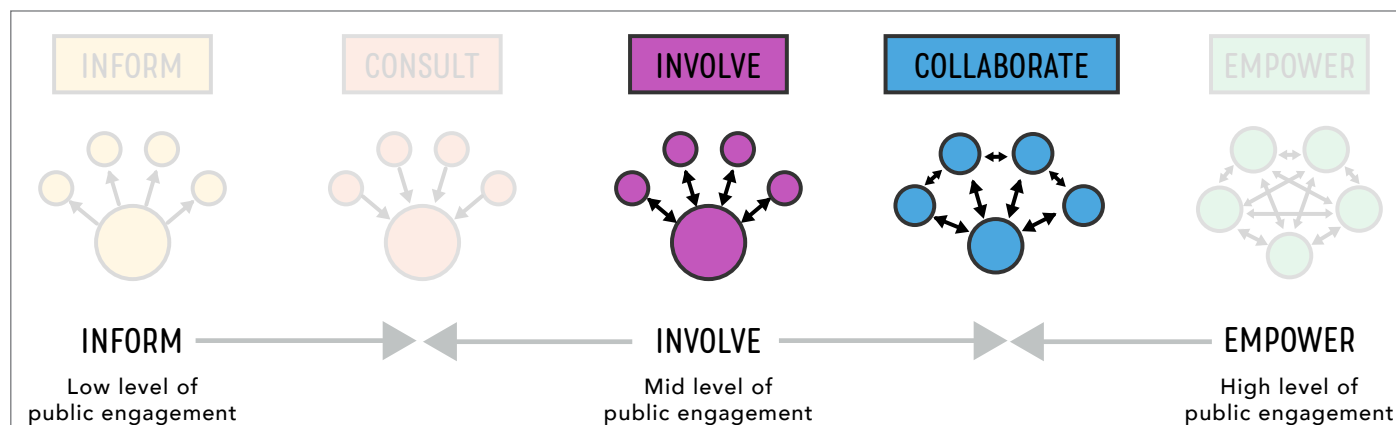 INFORM
CONSULT
INVOLVE
COLLABORATE
EMPOWER
INFORM
INVOLVE
EMPOWER
Low level of
public engagement
Mid level of
public engagement
High level of
public engagement